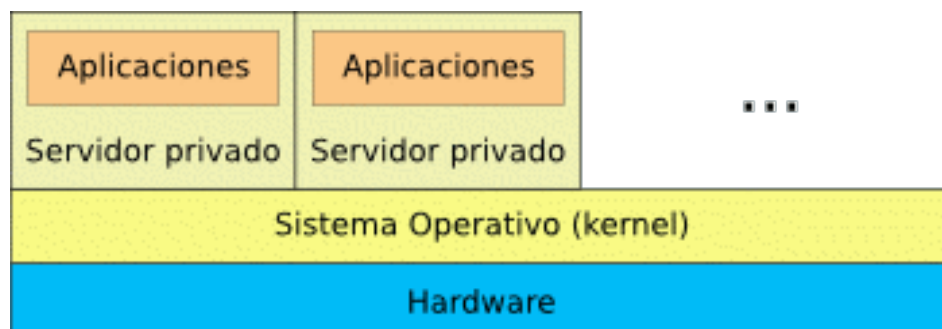 Aplicaciones
Aplicaciones
...
Servidor privado
Servidor privado
Sistema Operativo (kernel)
Hardware